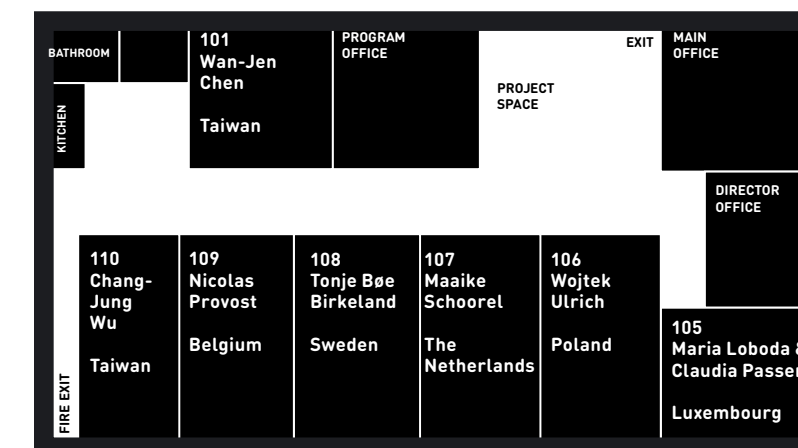 BATHROOM
101
Wan-Jen
Chen
Taiwan
PROGRAM
OFFICE
EXIT
PROJECT
SPACE
MAIN
OFFICE
KITCHEN
DIRECTOR
OFFICE
110
Chang-
Jung
Wu
Taiwan
109
Nicolas
Provost
Belgium
108
Tonje Bøe
Birkeland
Sweden
107
Maaike
Schoorel
The
Netherlands
106
Wojtek
Ulrich
Poland
105
Maria Loboda &
Claudia Passer
Luxembourg
FIRE EXIT